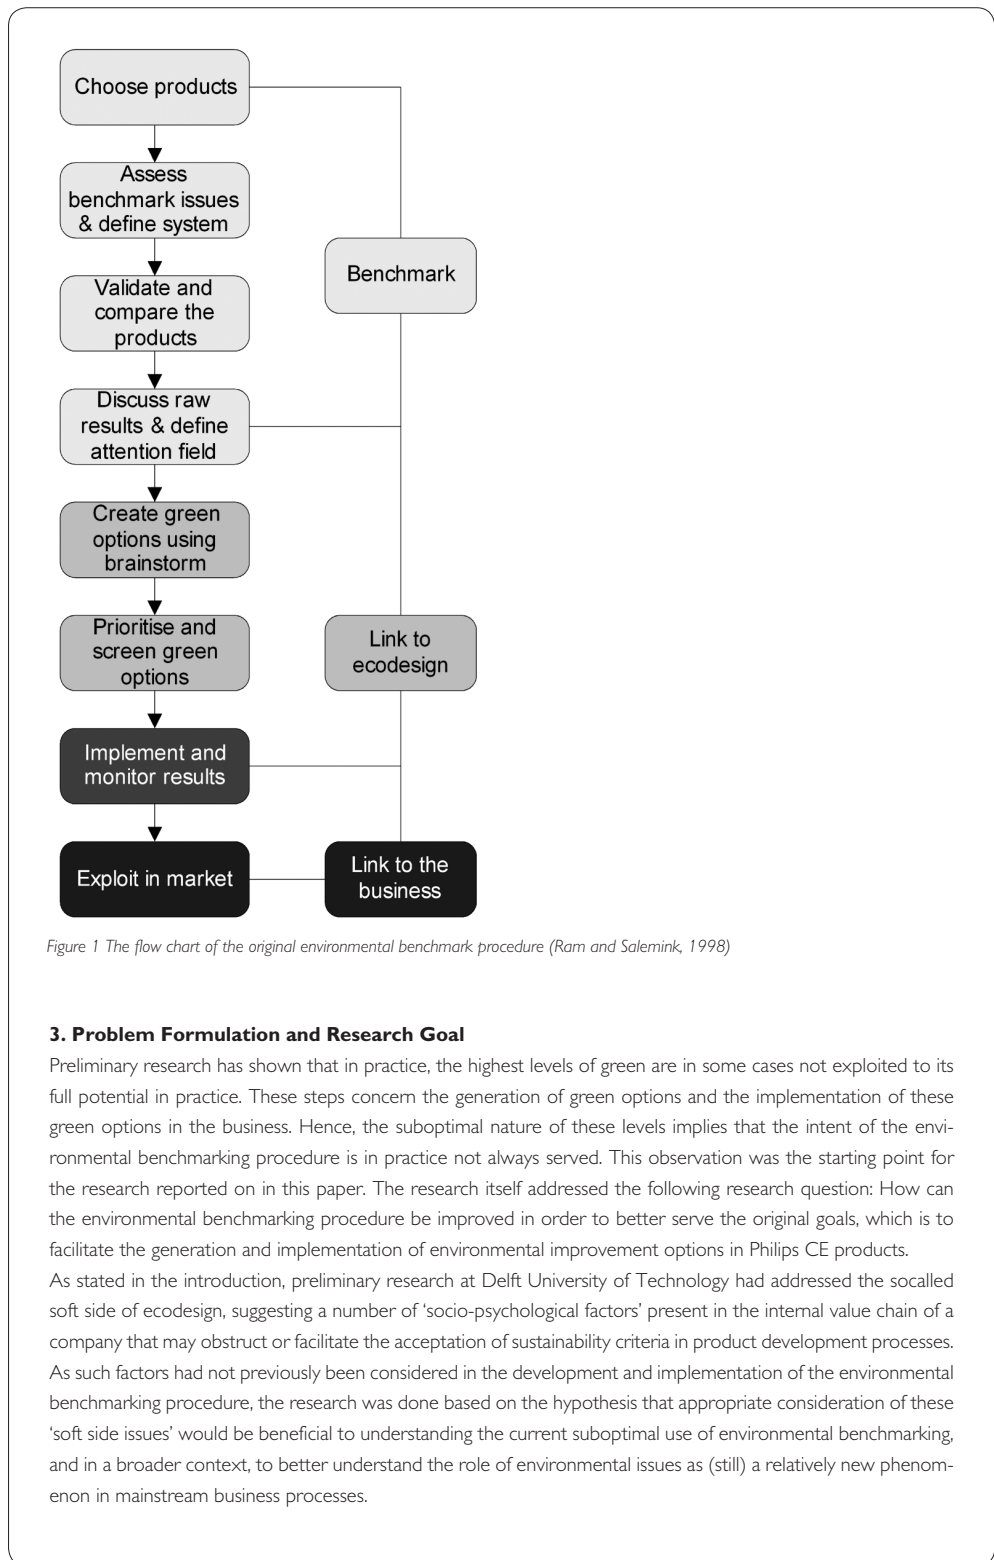 Choose products
Assess
benchmark issues
& define system
Benchmark
Validate and
compare the
products
Discuss raw
results & define
attention field
Create green
options using
brainstorm
Prioritise and
screen green
options
Link to
ecodesign
Implement and
monitor results
Exploit in market
Link to the
business
Figure 1 The flow chart of the original environmental benchmark procedure (Ram and Salemink, 1998)
3. Problem Formulation and Research Goal
Preliminary research has shown that in practice, the highest levels of green are in some cases not exploited to its
full potential in practice. These steps concern the generation of green options and the implementation of these
green options in the business. Hence, the suboptimal nature of these levels implies that the intent of the envi-
ronmental benchmarking procedure is in practice not always served. This observation was the starting point for
the research reported on in this paper. The research itself addressed the following research question: How can
the environmental benchmarking procedure be improved in order to better serve the original goals, which is to
facilitate the generation and implementation of environmental improvement options in Philips CE products.
As stated in the introduction, preliminary research at Delft University of Technology had addressed the socalled
soft side of ecodesign, suggesting a number of ‘socio-psychological factors’ present in the internal value chain of a
company that may obstruct or facilitate the acceptation of sustainability criteria in product development processes.
As such factors had not previously been considered in the development and implementation of the environmental
benchmarking procedure, the research was done based on the hypothesis that appropriate consideration of these
‘soft side issues’ would be beneficial to understanding the current suboptimal use of environmental benchmarking,
and in a broader context, to better understand the role of environmental issues as (still) a relatively new phenom-
enon in mainstream business processes.